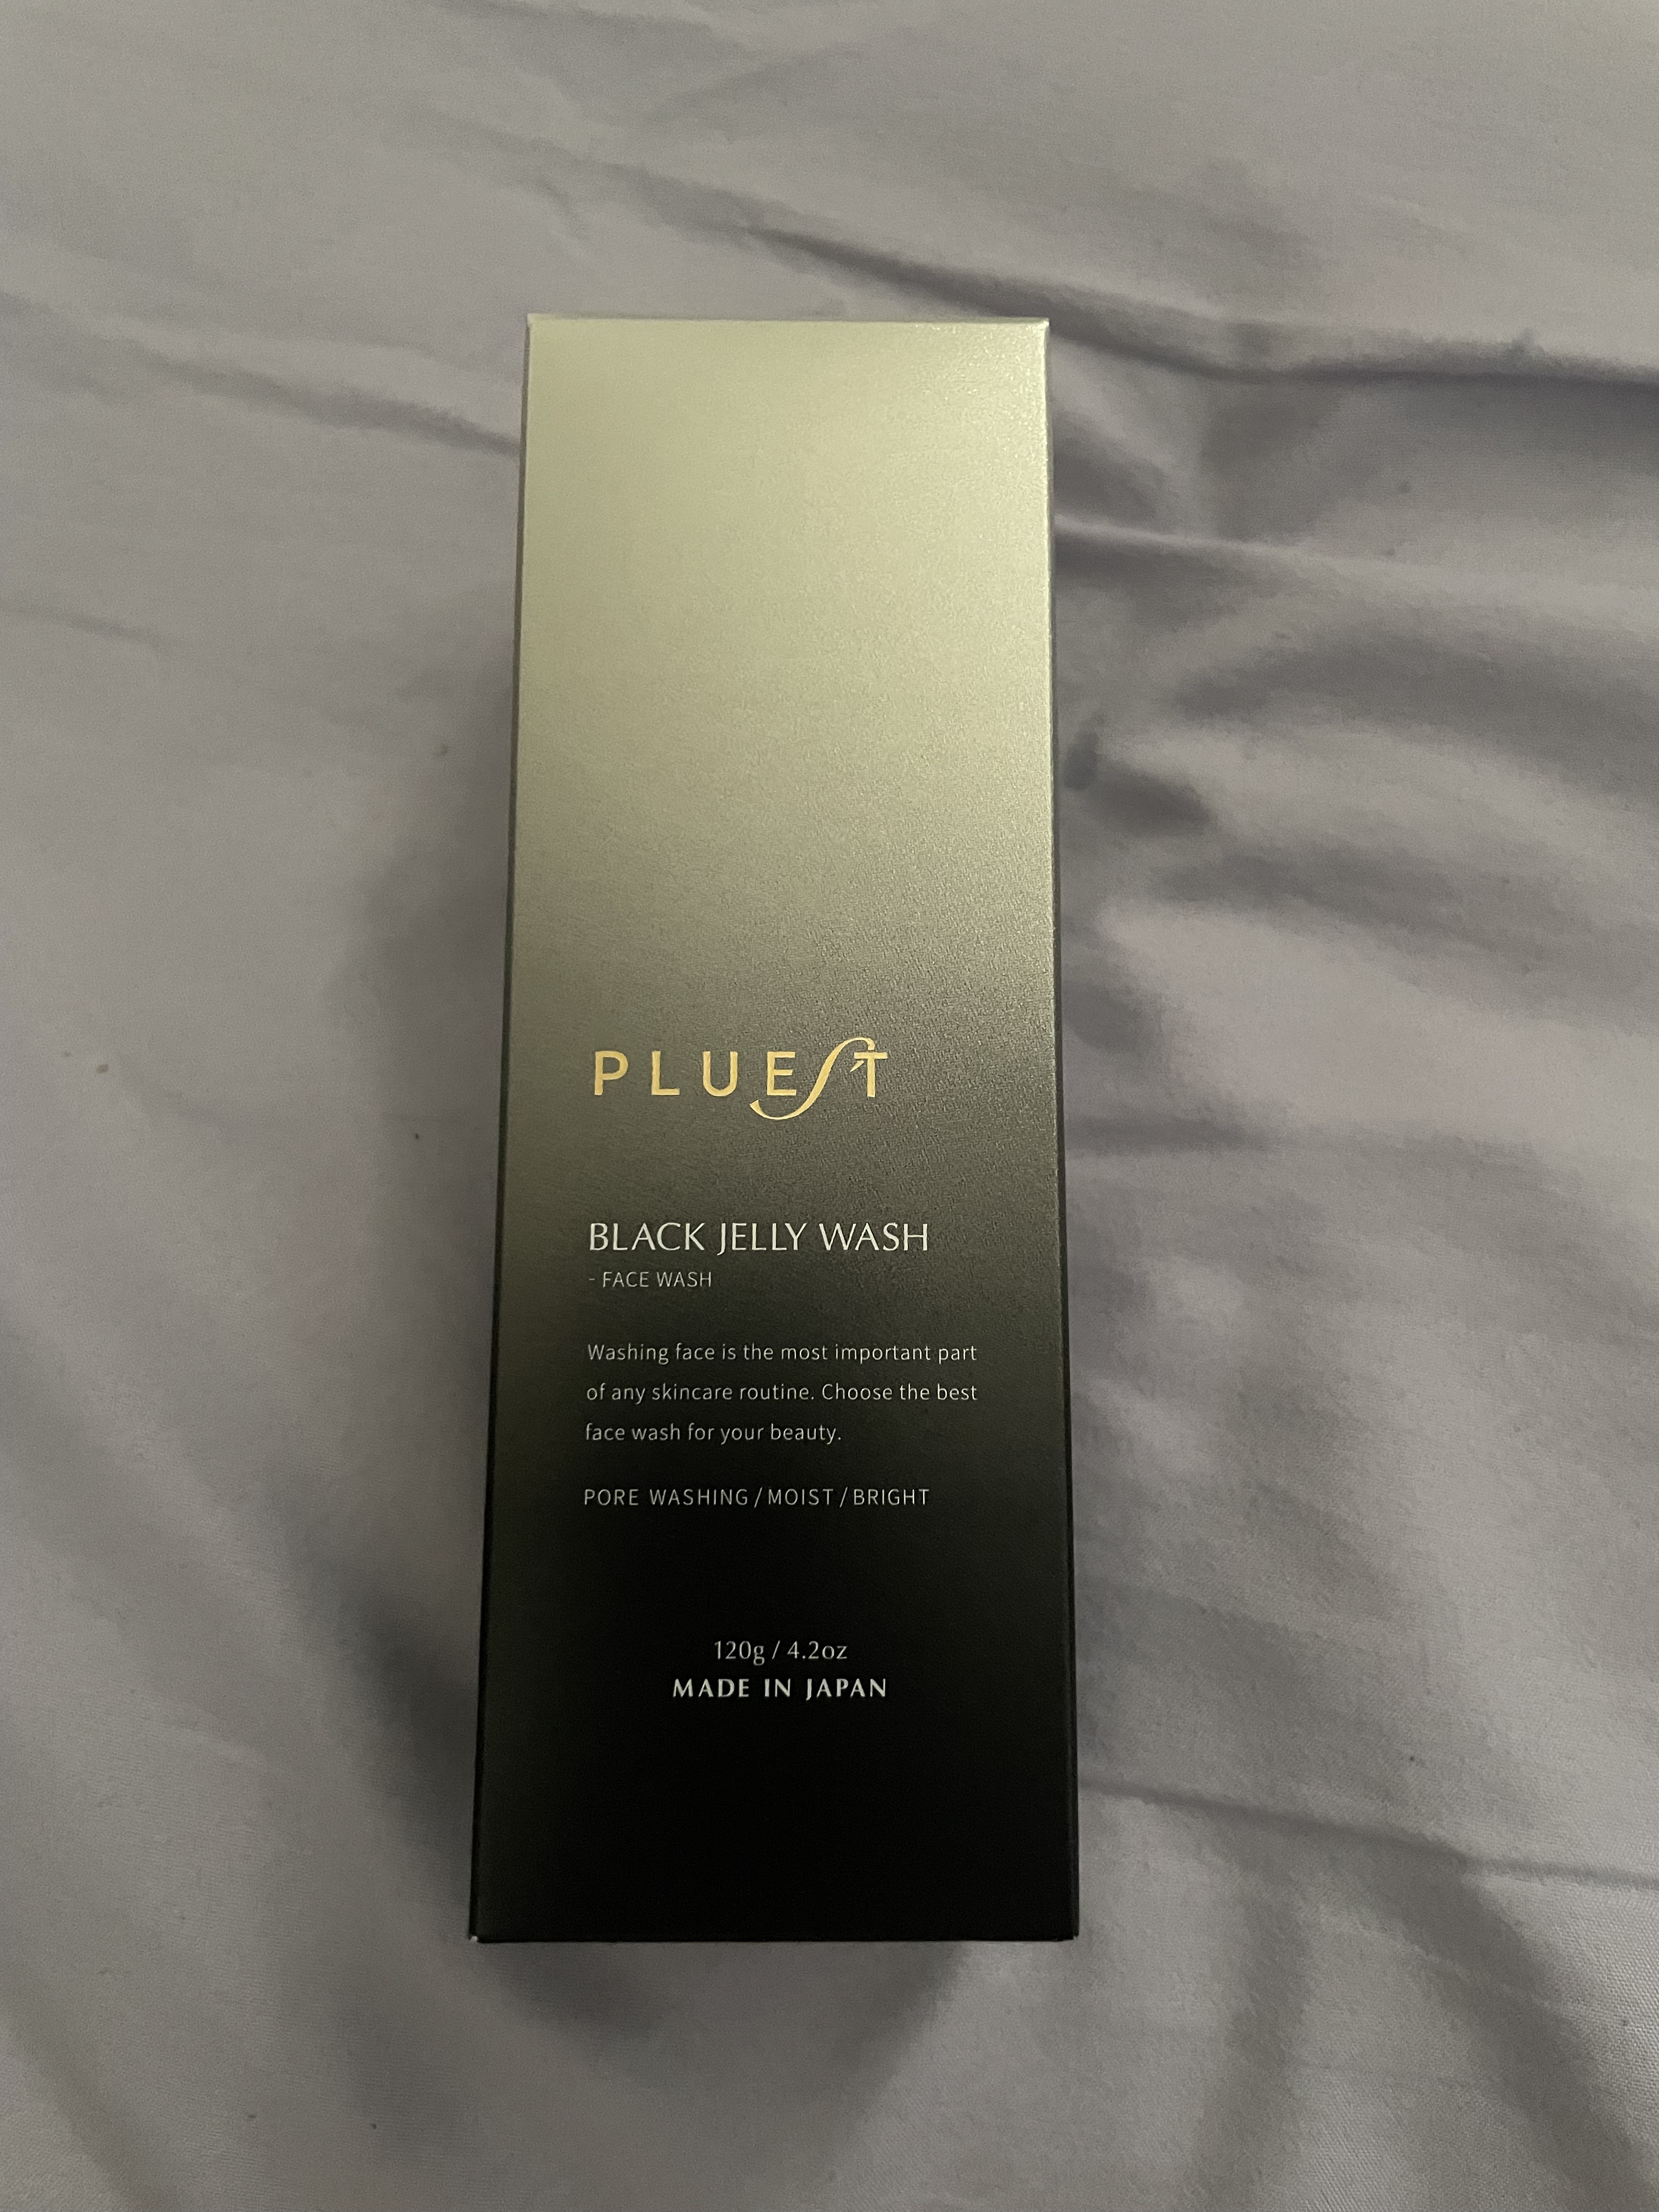 PLUEST
BLACK JELLY WASH
- FACE WASH
Washing face is the most important part
of any skincare routine. Choose the best
face wash for your beauty.
PORE WASHING / MOIST / BRIGHT
120g / 4.2oz
MADE IN JAPAN